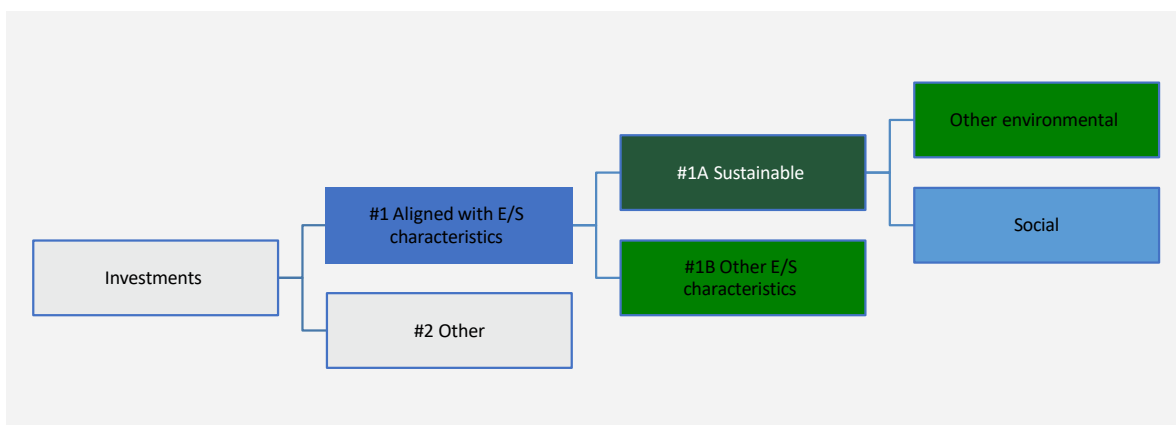 Investments
#1 Aligned with E/S
characteristics
#2 Other
#1A Sustainable
#1B Other E/S
characteristics
Other environmental
Social